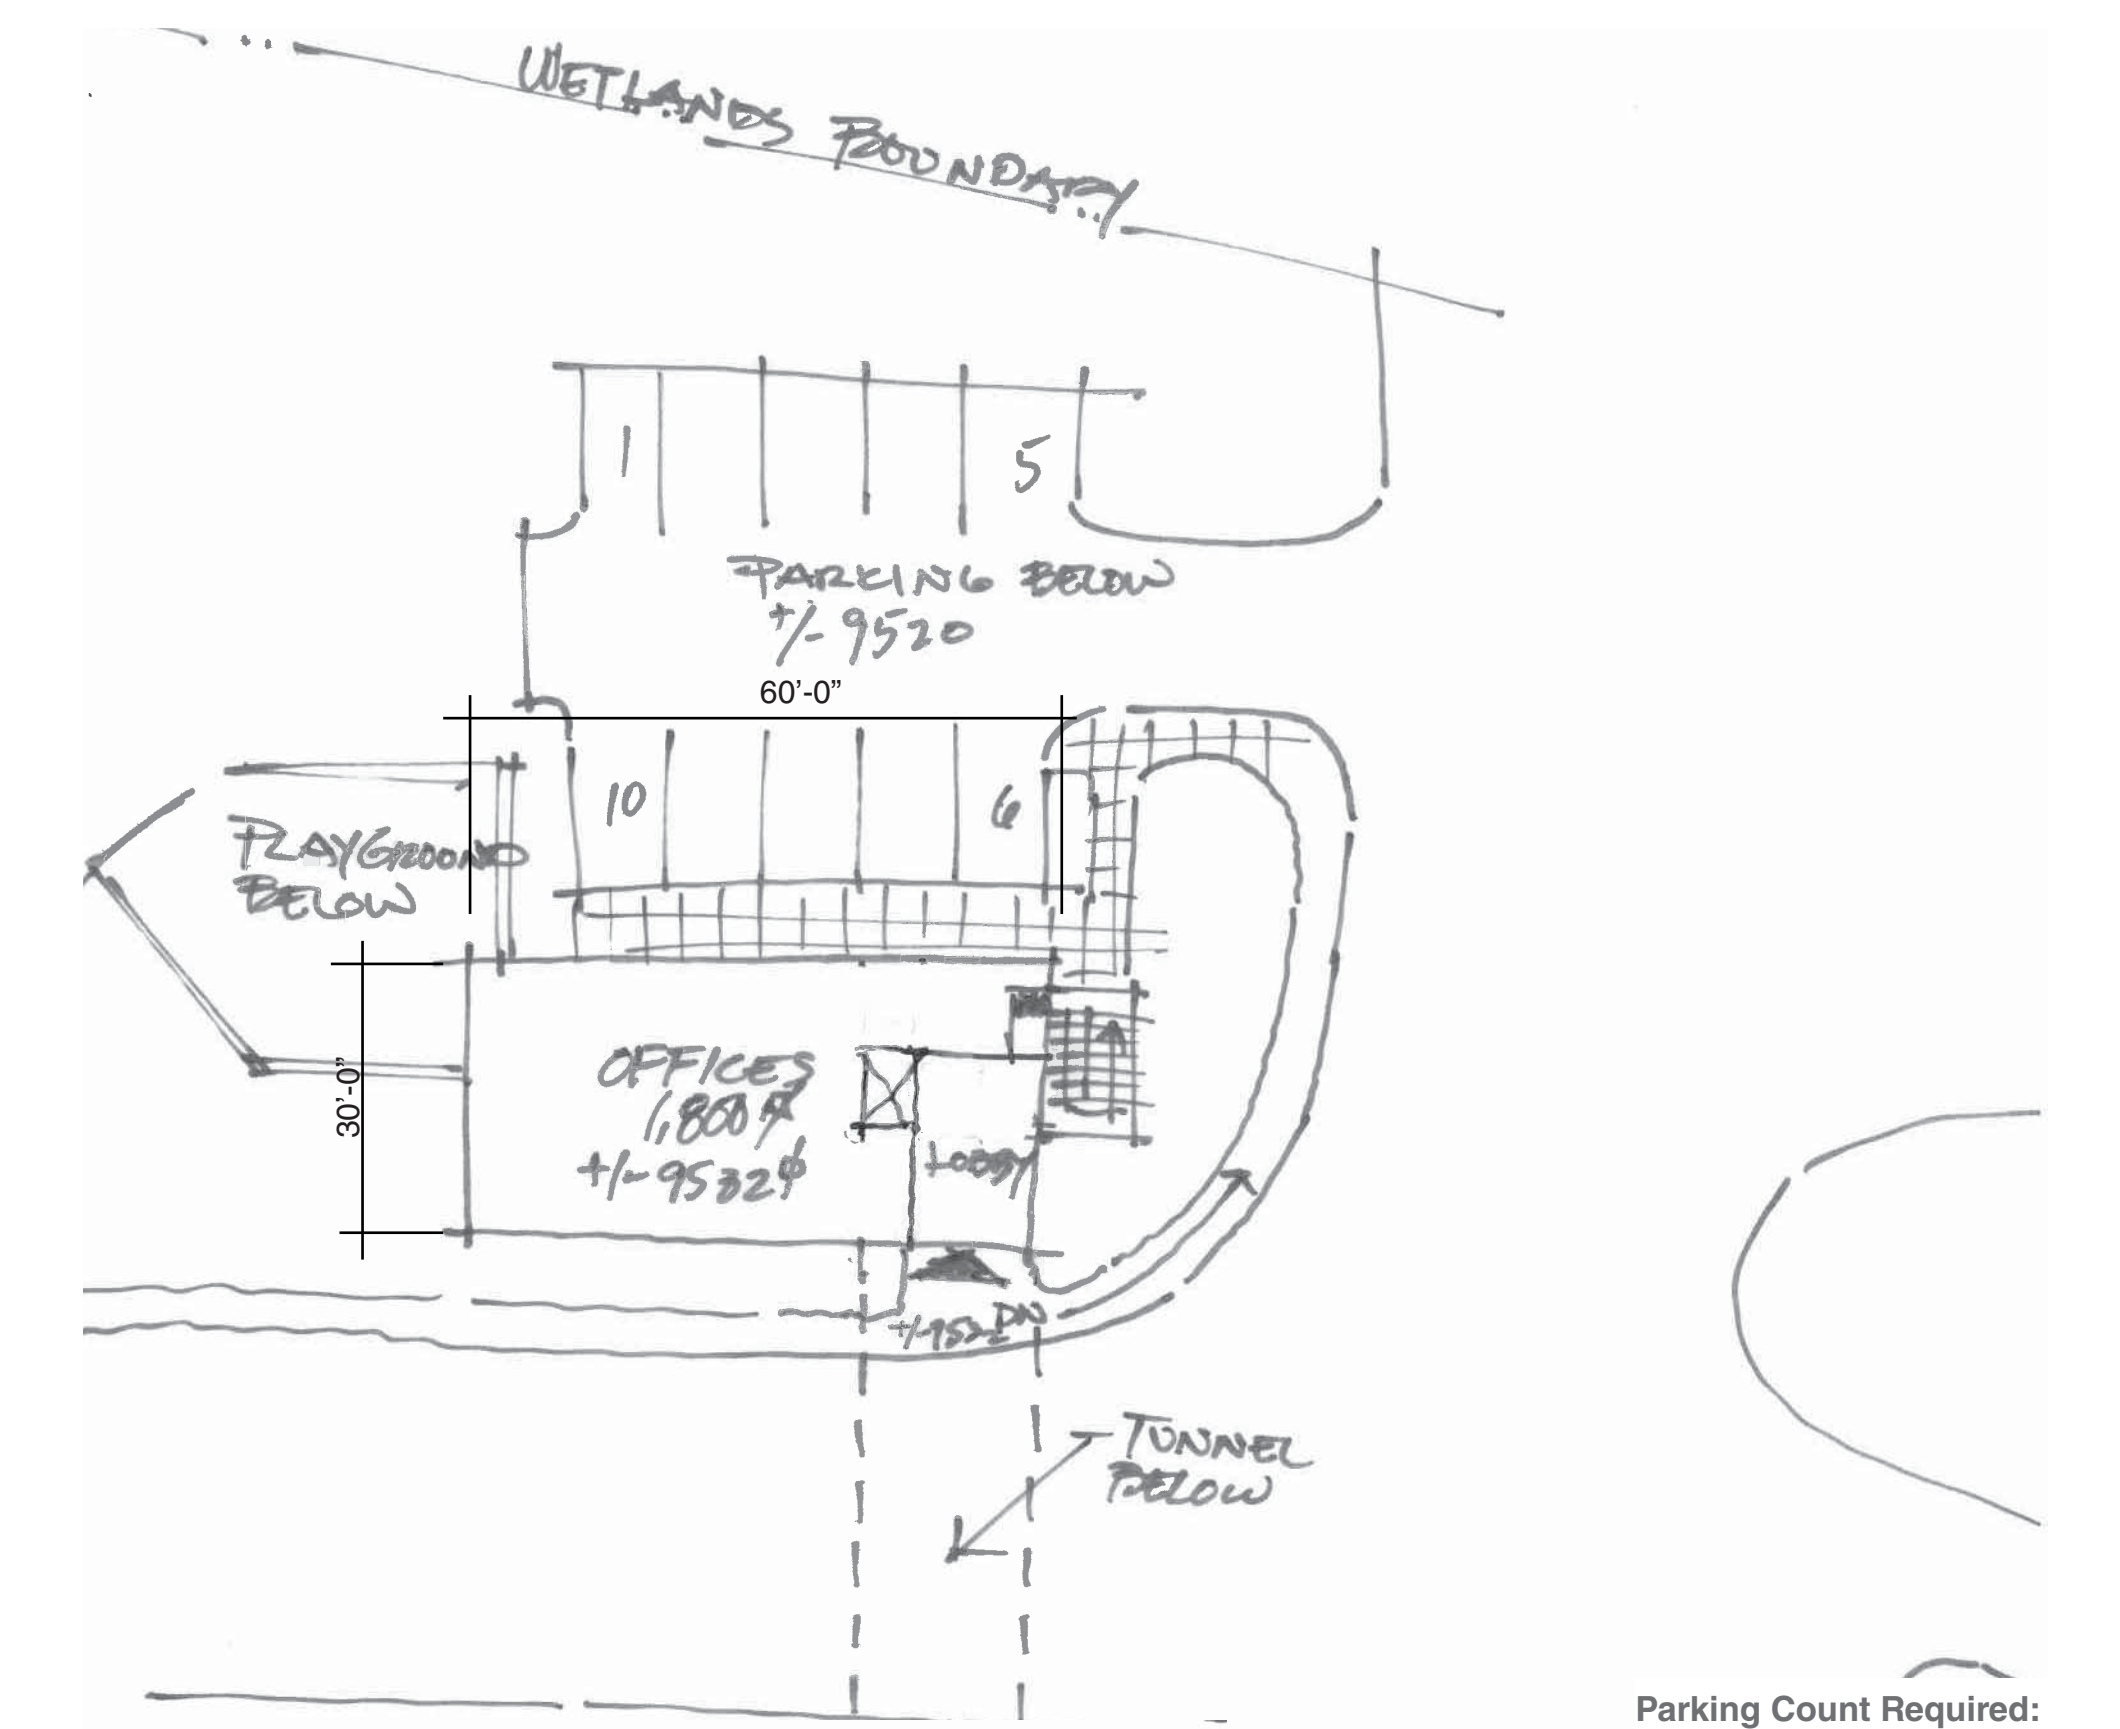 WETLANDS BOUNDARY
1
5
PARKING BELOW
+/- 9520
60’-0”
10
6
PLAYGROUND
BELOW
30’-0”
OFFICES
1,800
+/- 9532
LOBBY
DN
+/-9532
TUNNEL
BELOW
Parking Count Required: